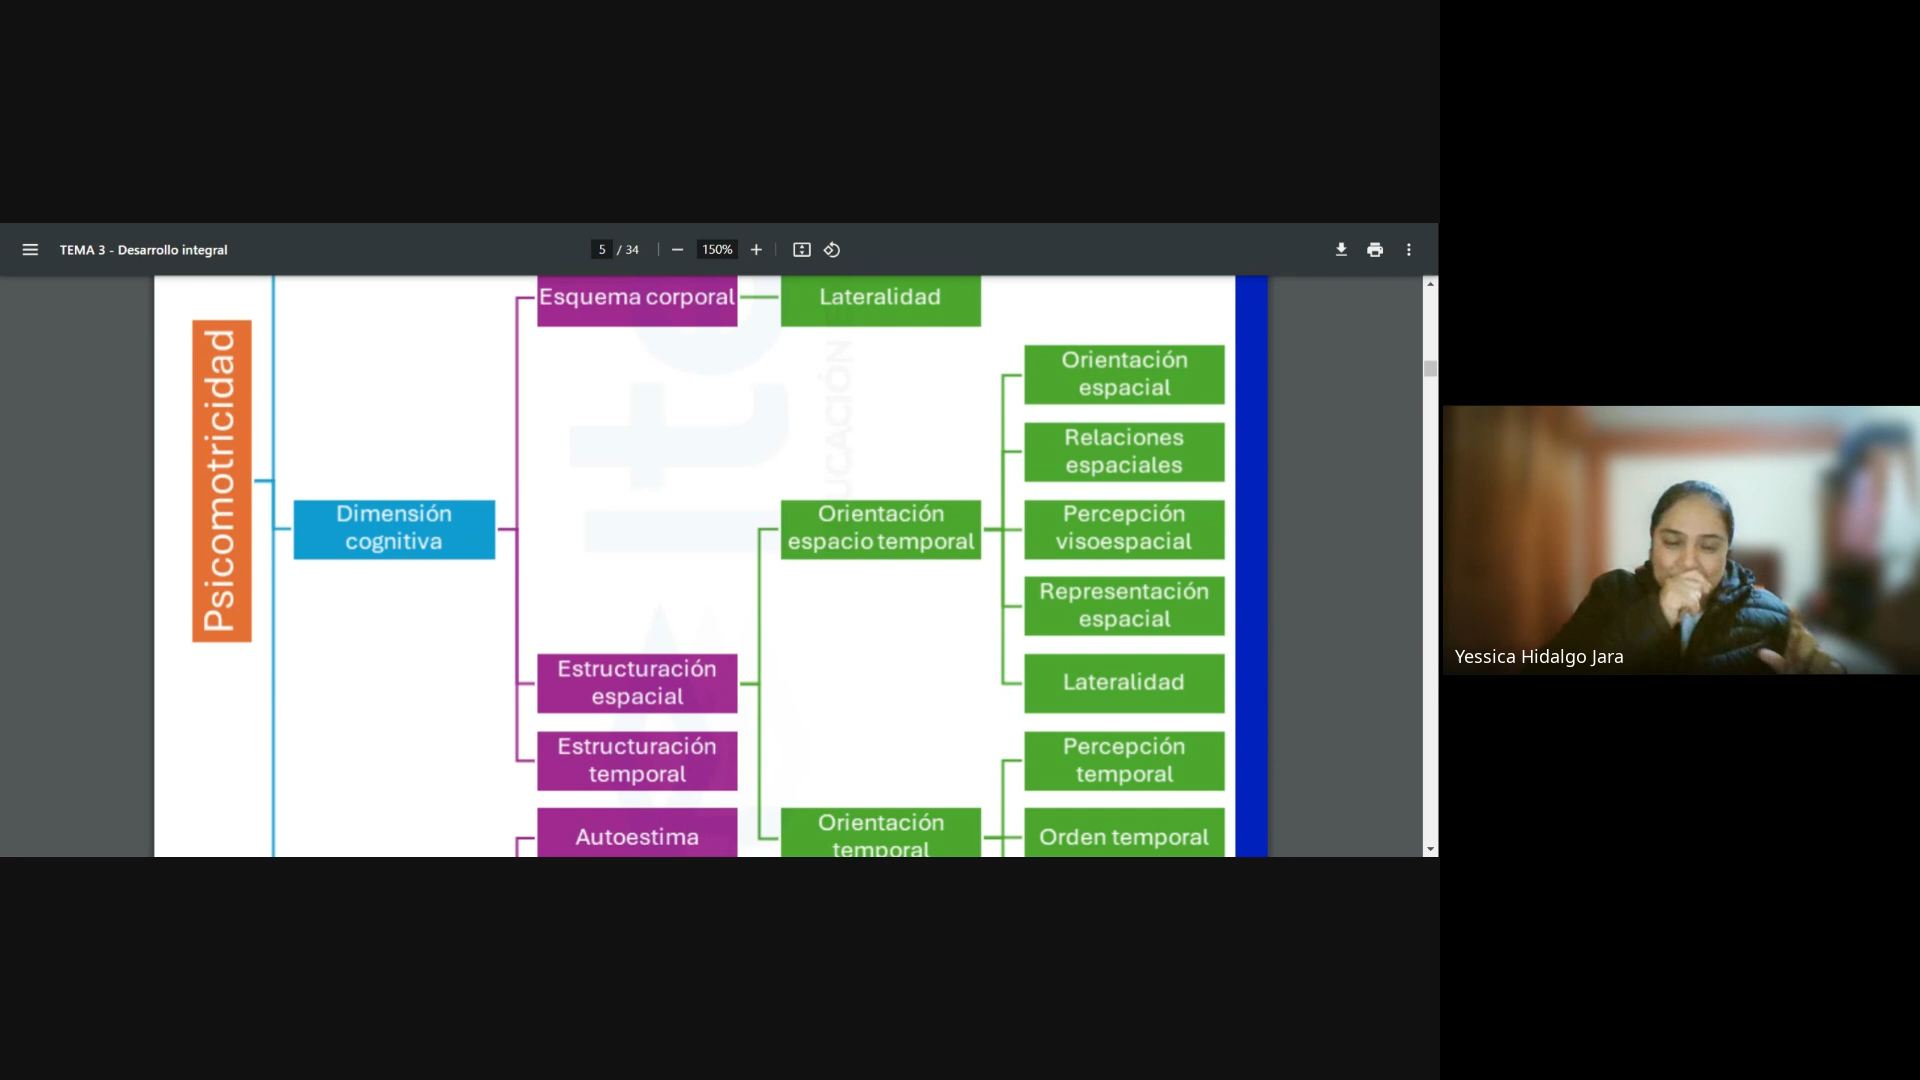 TEMA 3 - Desarrollo integral
5 / 34
150%
Psicomotricidad
Dimensión
cognitiva
Esquema corporal
Estructuración
espacial
Estructuración
temporal
Autoestima
Lateralidad
Orientación
espacio temporal
Orientación
temporal
Orientación
espacial
Relaciones
espaciales
Percepción
visoespacial
Representación
espacial
Lateralidad
Percepción
temporal
Orden temporal
UCACIÓN
Yessica Hidalgo Jara